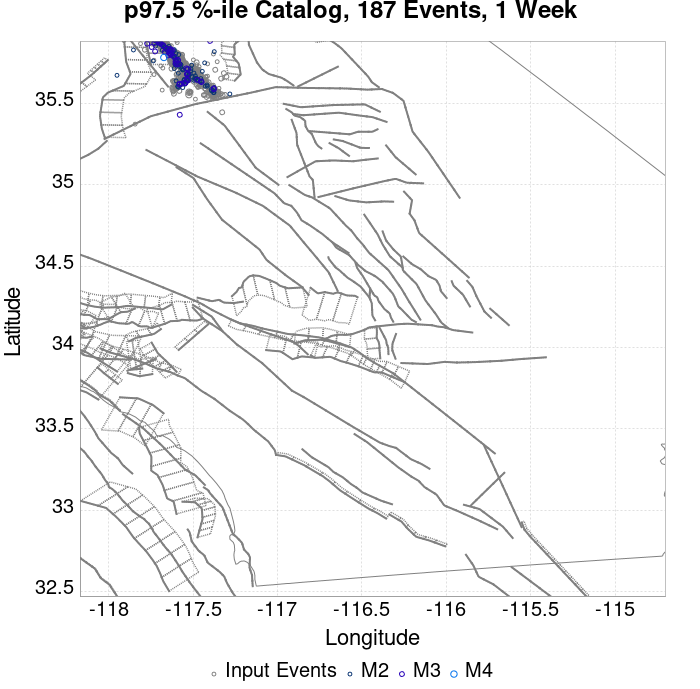 p97.5 %-ile Catalog, 187 Events, 1 Week
35.5
35
34.5
34
33.5
33
32.5
Latitude
-118 -117.5 -117 -116.5 -116 -115.5 -115
Longitude
Input Events M2 M3 M4